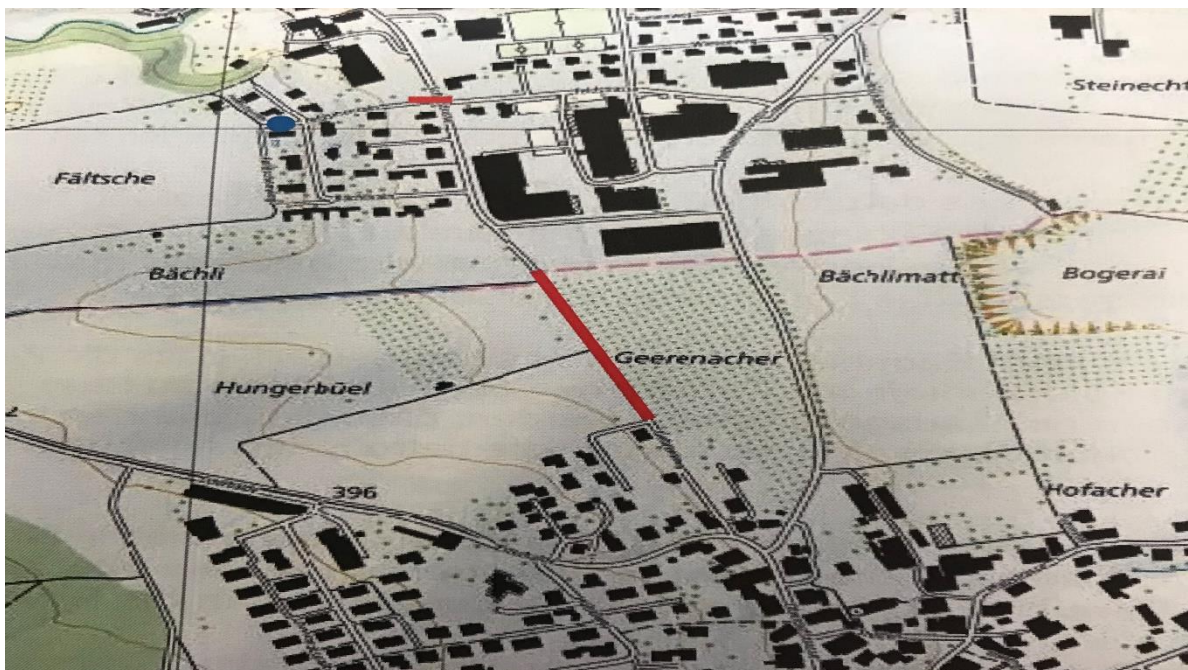 Steinecht
Fältsche
Bächli
Bächlimatt
Bogerai
Geerenacher
Hungerbüel
396
Hofacher